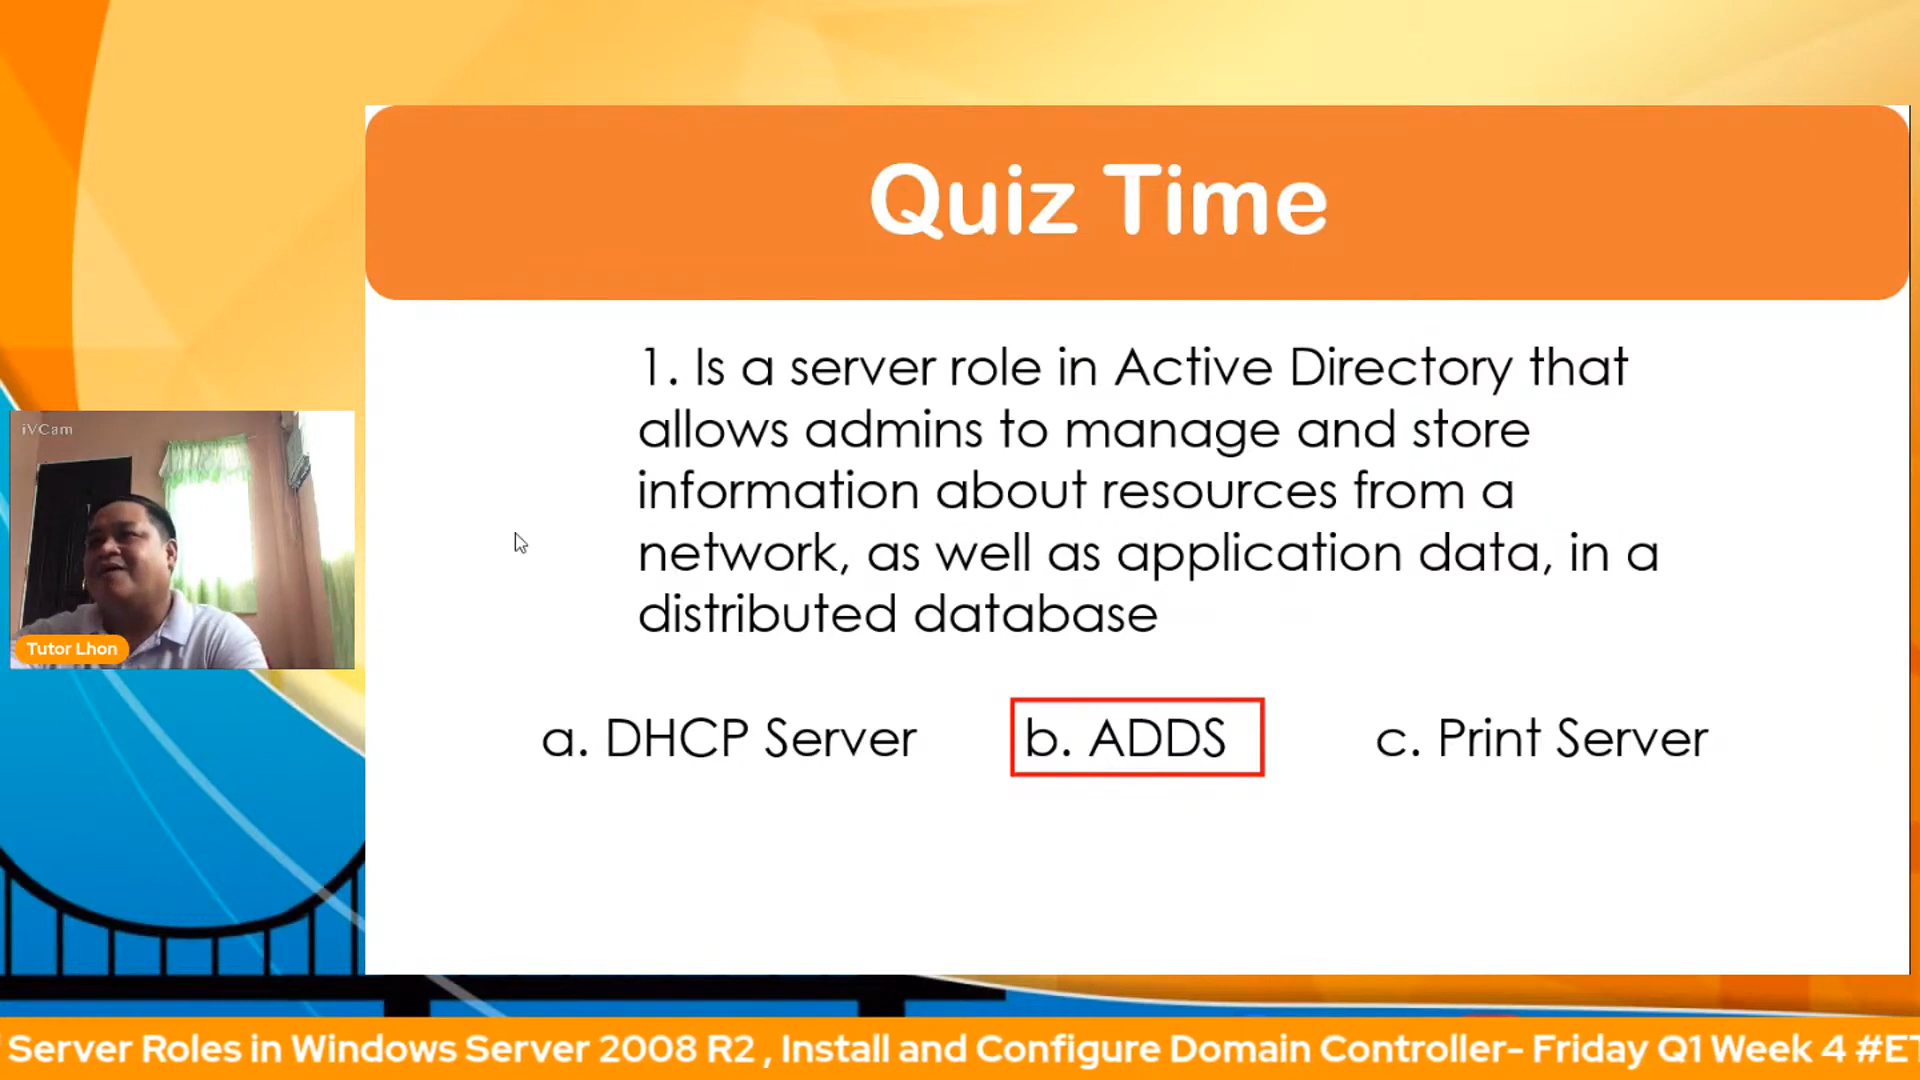 Quiz Time
1. Is a server role in Active Directory that
allows admins to manage and store
information about resources from a
network, as well as application data, in a
distributed database
a. DHCP Server b. ADDS c. Print Server
iVCam
Tutor Lhon
Server Roles in Windows Server 2008 R2 , Install and Configure Domain Controller- Friday Q1 Week 4 #ET